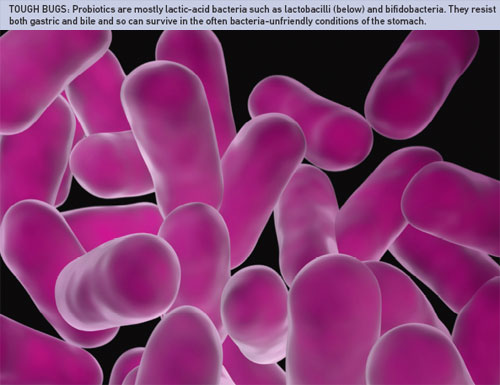 TOUGH BUGS: Probiotics are mostly lactic-acid bacteria such as lactobacilli (below) and bifidobacteria. They resist
both gastric and bile and so can survive in the often bacteria-unfriendly conditions of the stomach.